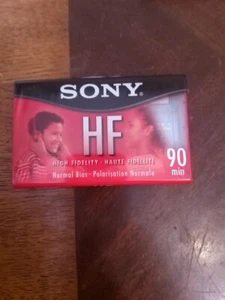 SONY
HF
HIGH FIDELITY · HAUTE FIDÉLITÉ
90
Normal Bias · Polarisation Normale
min